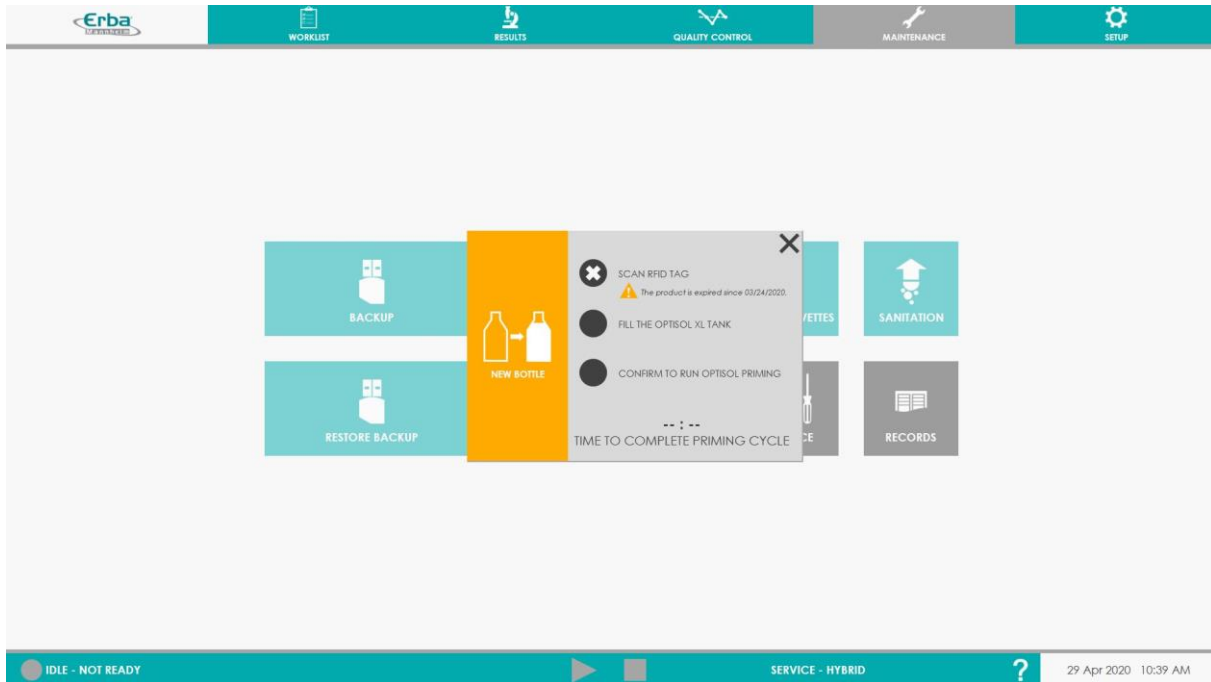 Erba
Mannheim
WORKLIST
RESULTS
QUALITY CONTROL
MAINTENANCE
SETUP
BACKUP
RESTORE BACKUP
NEW BOTTLE
SCAN RFID TAG
The product is expired since 03/24/2020.
FILL THE OPTISOL XL TANK
CONFIRM TO RUN OPTISOL PRIMING
-- : --
TIME TO COMPLETE PRIMING CYCLE
SANITATION
RECORDS
IDLE - NOT READY
SERVICE - HYBRID
?
29 Apr 2020 10:39 AM